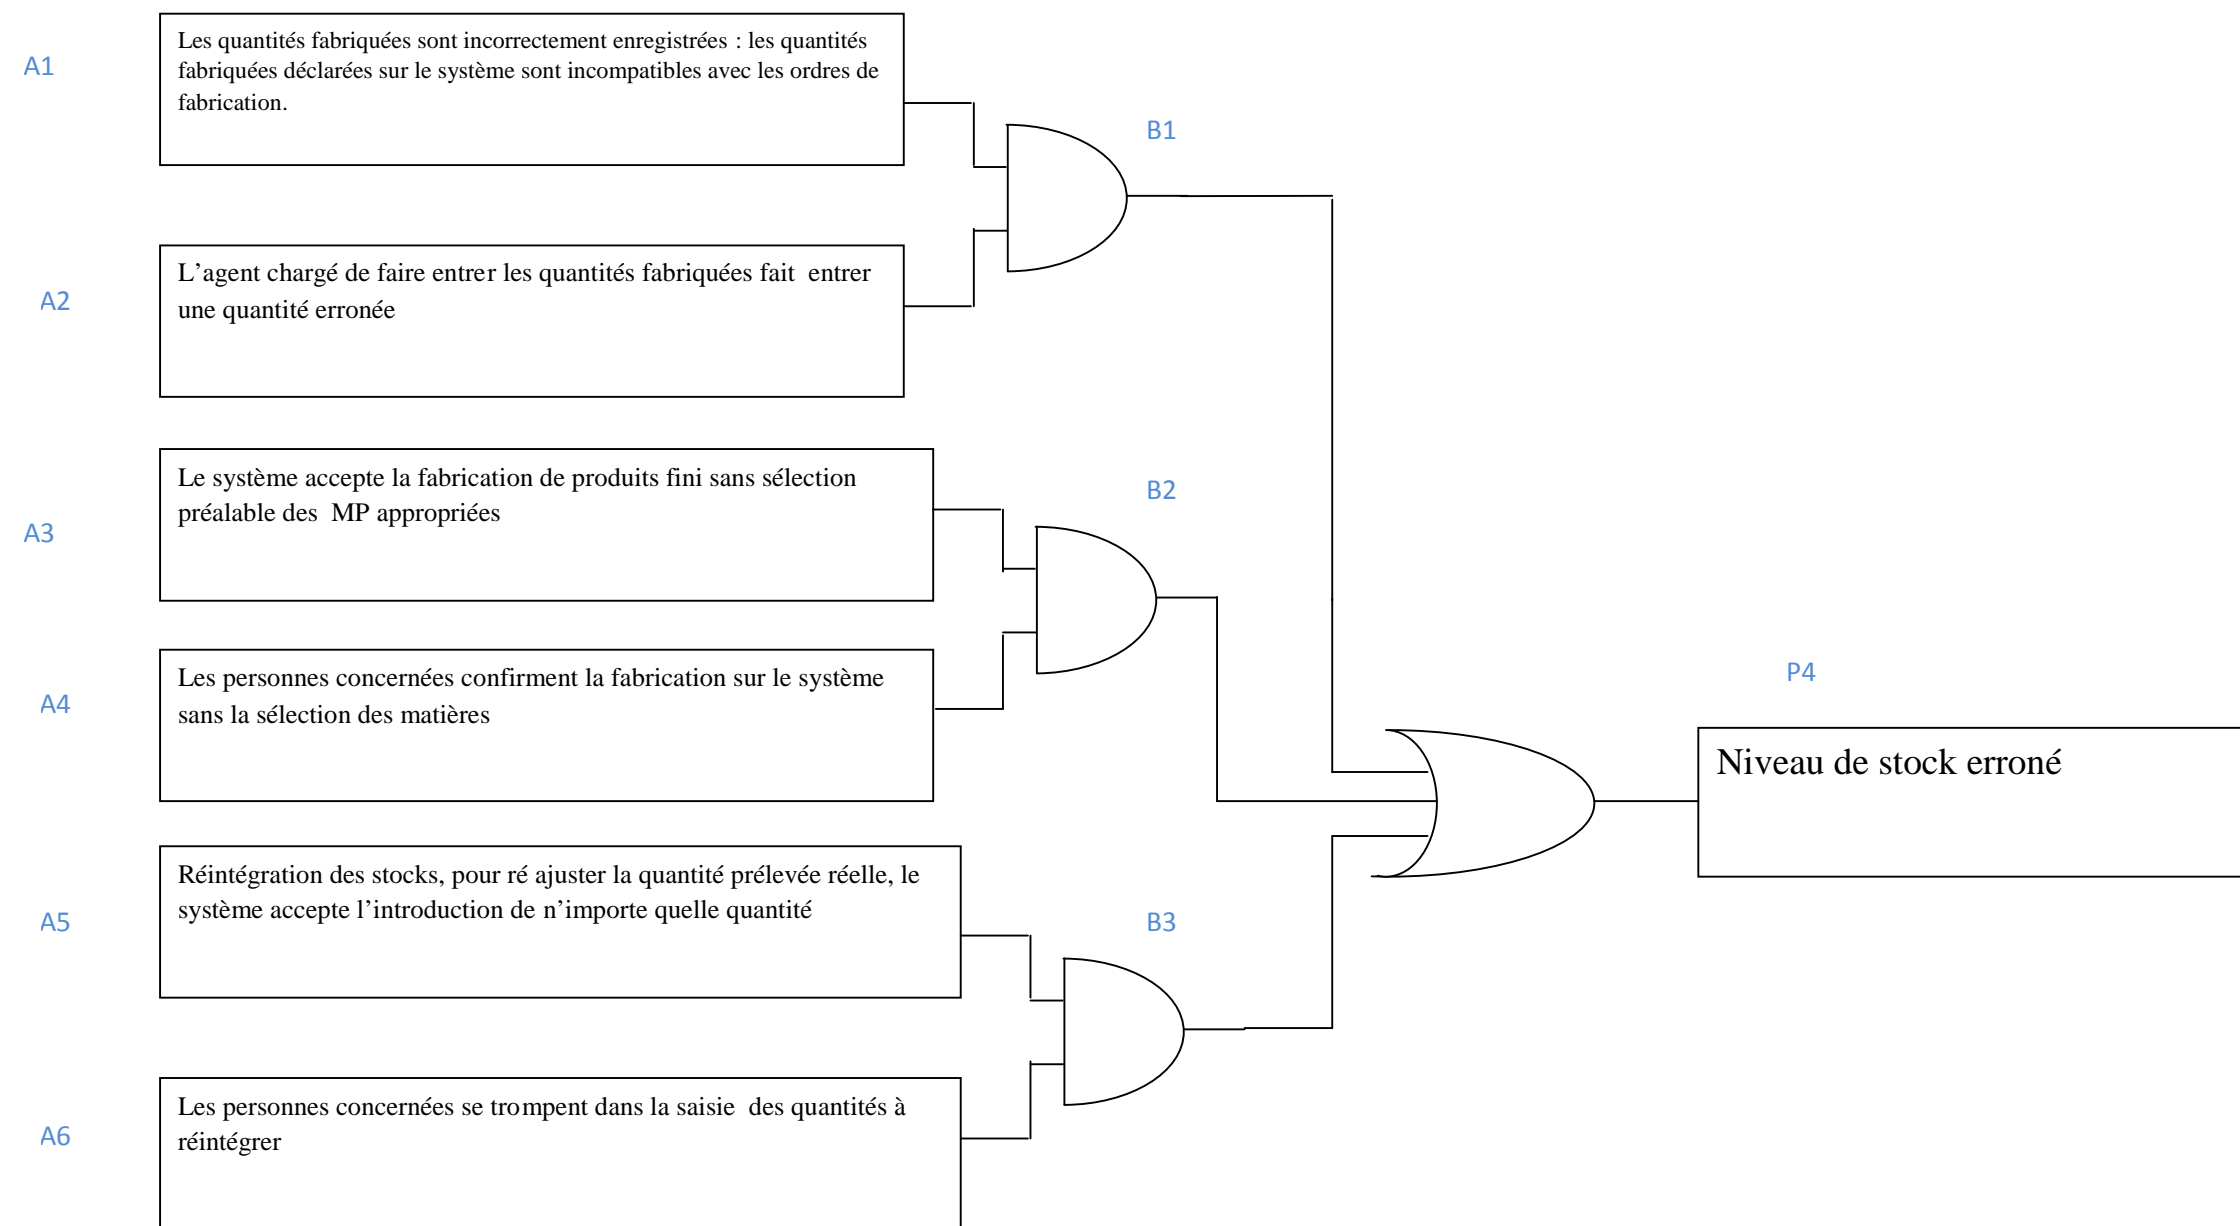 A1
Les quantités fabriquées sont incorrectement enregistrées : les quantités
fabriquées déclarées sur le système sont incompatibles avec les ordres de
fabrication.
B1
A2
L’agent chargé de faire entrer les quantités fabriquées fait entrer
une quantité erronée
A3
Le système accepte la fabrication de produits fini sans sélection
préalable des MP appropriées
B2
A4
Les personnes concernées confirment la fabrication sur le système
sans la sélection des matières
P4
Niveau de stock erroné
A5
Réintégration des stocks, pour ré ajuster la quantité prélevée réelle, le
système accepte l’introduction de n’importe quelle quantité
B3
A6
Les personnes concernées se trompent dans la saisie des quantités à
réintégrer